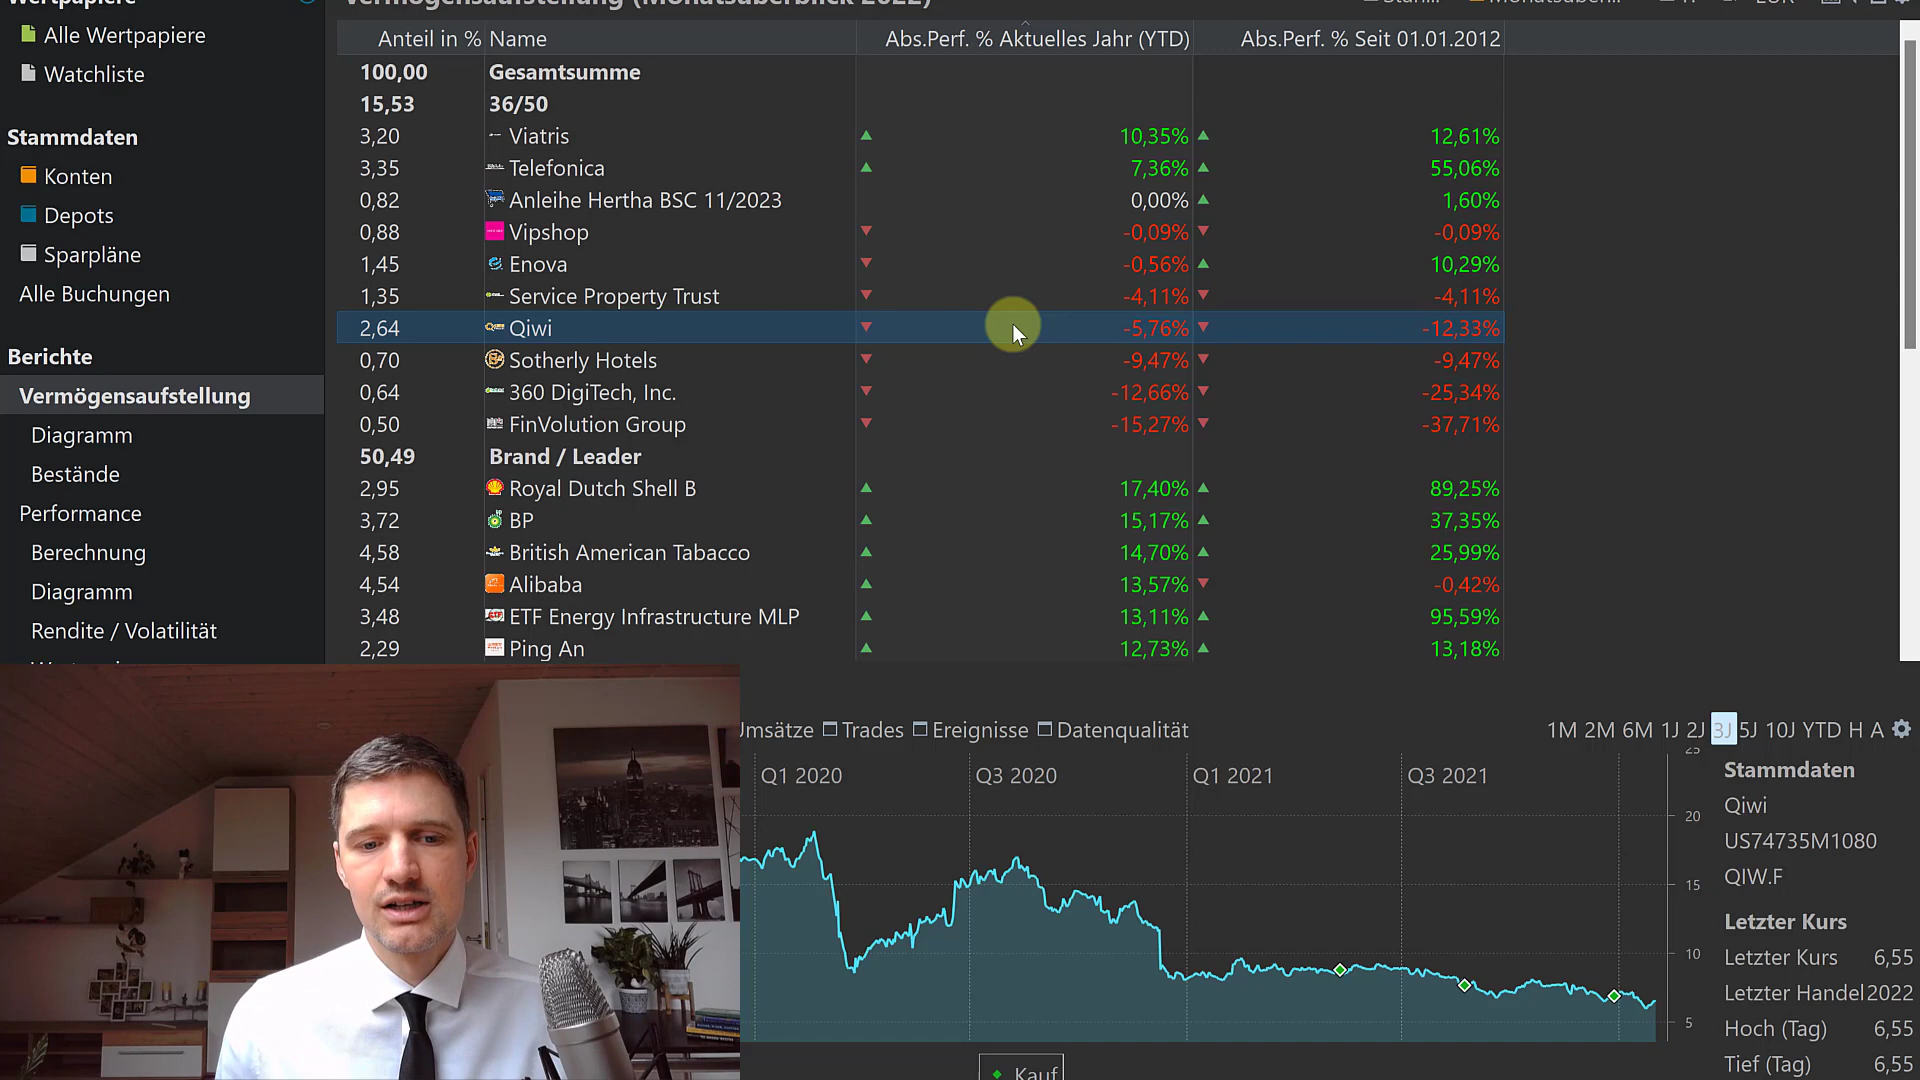 Wertpapiere
Alle Wertpapiere
Watchliste
Stammdaten
Konten
Depots
Sparpläne
Alle Buchungen
Berichte
Vermögensaufstellung
Diagramm
Bestände
Performance
Berechnung
Diagramm
Rendite / Volatilität
Vermögensaufstellung (Monatsüberblick 2022)
EUR
Anteil in % Name Abs.Perf. % Aktuelles Jahr (YTD) Abs.Perf. % Seit 01.01.2012
100,00 Gesamtsumme
15,53 36/50
3,20 Viatris 10,35% 12,61%
3,35 Telefonica 7,36% 55,06%
0,82 Anleihe Hertha BSC 11/2023 0,00% 1,60%
0,88 Vipshop -0,09% -0,09%
1,45 Enova -0,56% 10,29%
1,35 Service Property Trust -4,11% -4,11%
2,64 Qiwi -5,76% -12,33%
0,70 Sotherly Hotels -9,47% -9,47%
0,64 360 DigiTech, Inc. -12,66% -25,34%
0,50 FinVolution Group -15,27% -37,71%
50,49 Brand / Leader
2,95 Royal Dutch Shell B 17,40% 89,25%
3,72 BP 15,17% 37,35%
4,58 British American Tabacco 14,70% 25,99%
4,54 Alibaba 13,57% -0,42%
3,48 ETF Energy Infrastructure MLP 13,11% 95,59%
2,29 Ping An 12,73% 13,18%
Umsätze Trades Ereignisse Datenqualität
1M 2M 6M 1J 2J 3J 5J 10J YTD H A
Q1 2020 Q3 2020 Q1 2021 Q3 2021
25
20
15
10
5
Kauf
Stammdaten
Qiwi
US74735M1080
QIW.F
Letzter Kurs
Letzter Kurs 6,55
Letzter Handel 2022
Hoch (Tag) 6,55
Tief (Tag) 6,55